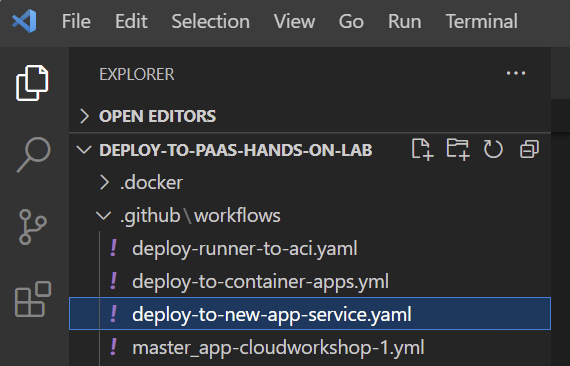 File Edit Selection View Go Run Terminal
EXPLORER ...
OPEN EDITORS
DEPLOY-TO-PAAS-HANDS-ON-LAB
.docker
.github\workflows
! deploy-runner-to-aci.yaml
! deploy-to-container-apps.yml
! deploy-to-new-app-service.yaml
! master_app-cloudworkshop-1.yml